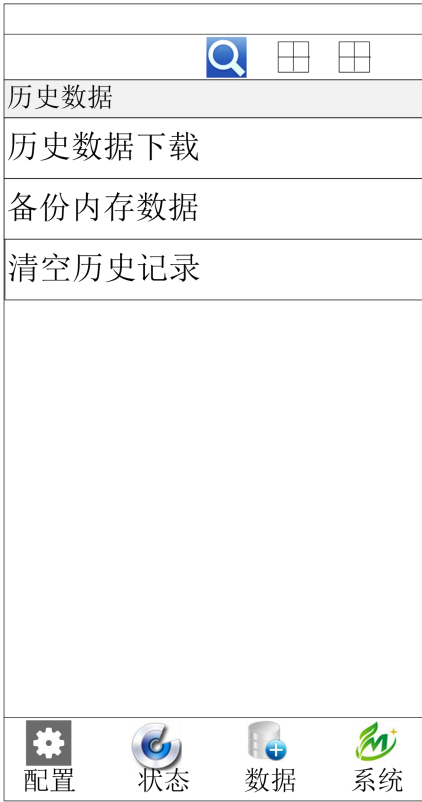 历史数据
历史数据下载
备份内存数据
清空历史记录
配置 状态 数据 系统